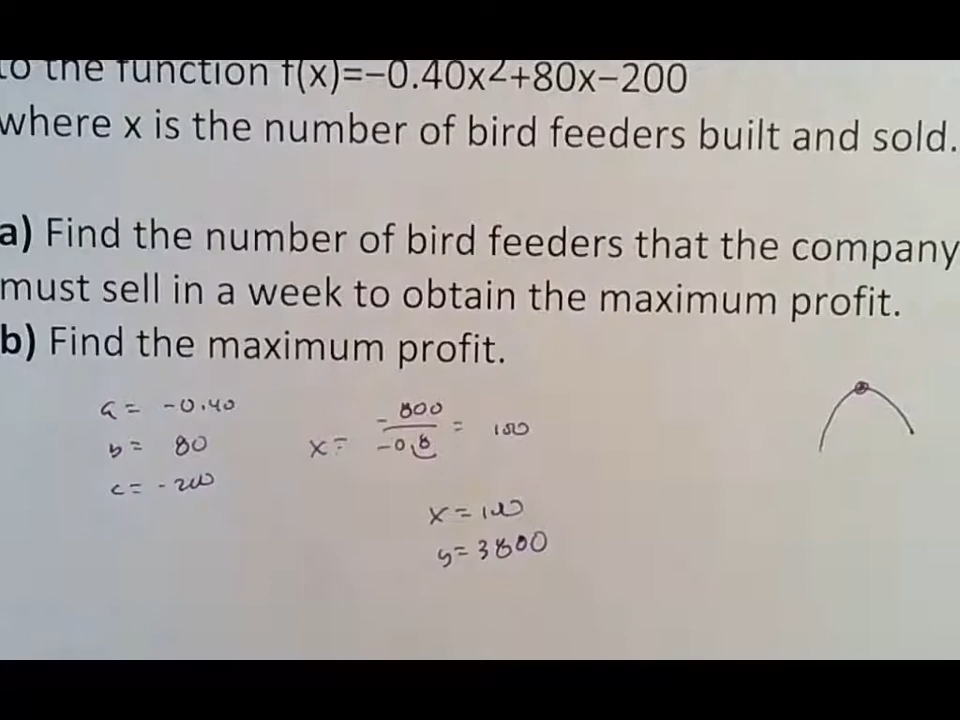 to the function f(x)=−0.40x2+80x−200
where x is the number of bird feeders built and sold.
a) Find the number of bird feeders that the company
must sell in a week to obtain the maximum profit.
b) Find the maximum profit.
a = -0.40
b = 80
c = -200
x = -800/-0.8 = 100
x = 100
y = 3800